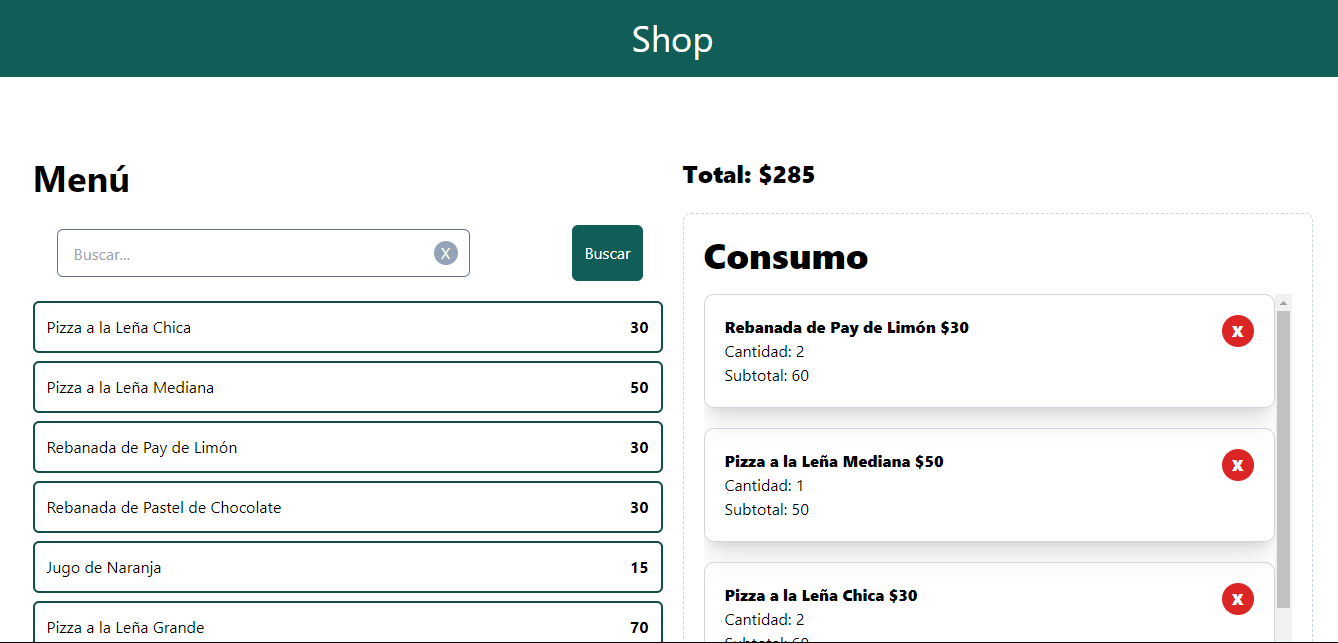 Shop
Menú
Buscar...
X
Buscar
Pizza a la Leña Chica 30
Pizza a la Leña Mediana 50
Rebanada de Pay de Limón 30
Rebanada de Pastel de Chocolate 30
Jugo de Naranja 15
Pizza a la Leña Grande 70
Total: $285
Consumo
Rebanada de Pay de Limón $30
X
Cantidad: 2
Subtotal: 60
Pizza a la Leña Mediana $50
X
Cantidad: 1
Subtotal: 50
Pizza a la Leña Chica $30
X
Cantidad: 2
Subtotal: 60